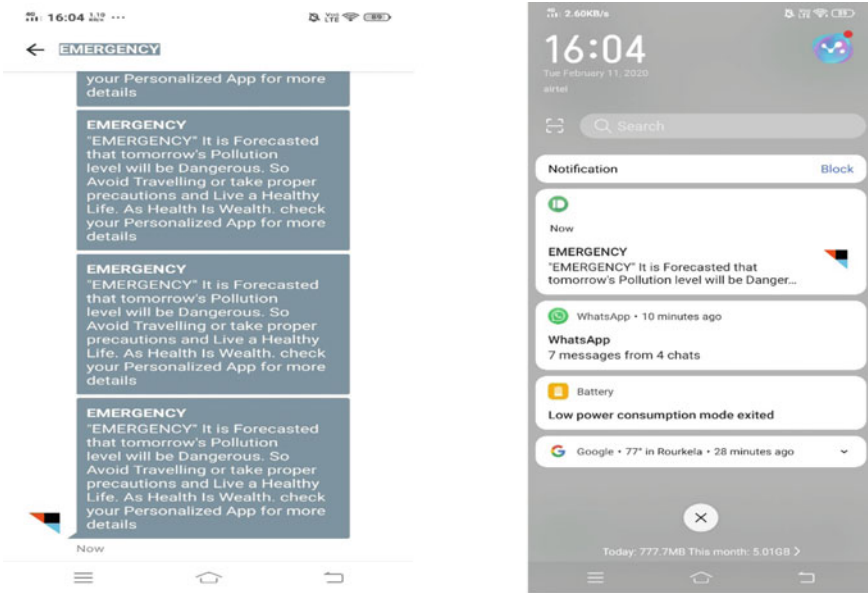 16:04
EMERGENCY
your Personalized App for more
details
EMERGENCY
"EMERGENCY" It is Forecasted
that tomorrow's Pollution
level will be Dangerous. So
Avoid Travelling or take proper
precautions and Live a Healthy
Life. As Health Is Wealth. check
your Personalized App for more
details
EMERGENCY
"EMERGENCY" It is Forecasted
that tomorrow's Pollution
level will be Dangerous. So
Avoid Travelling or take proper
precautions and Live a Healthy
Life. As Health Is Wealth. check
your Personalized App for more
details
EMERGENCY
"EMERGENCY" It is Forecasted
that tomorrow's Pollution
level will be Dangerous. So
Avoid Travelling or take proper
precautions and Live a Healthy
Life. As Health Is Wealth. check
your Personalized App for more
details
Now
2.60KB/s
16:04
Tue February 11, 2020
airtel
Search
Notification Block
Now
EMERGENCY
"EMERGENCY" It is Forecasted that
tomorrow's Pollution level will be Danger...
WhatsApp • 10 minutes ago
WhatsApp
7 messages from 4 chats
Battery
Low power consumption mode exited
Google • 77° in Rourkela • 28 minutes ago
Today: 777.7MB This month: 5.01GB